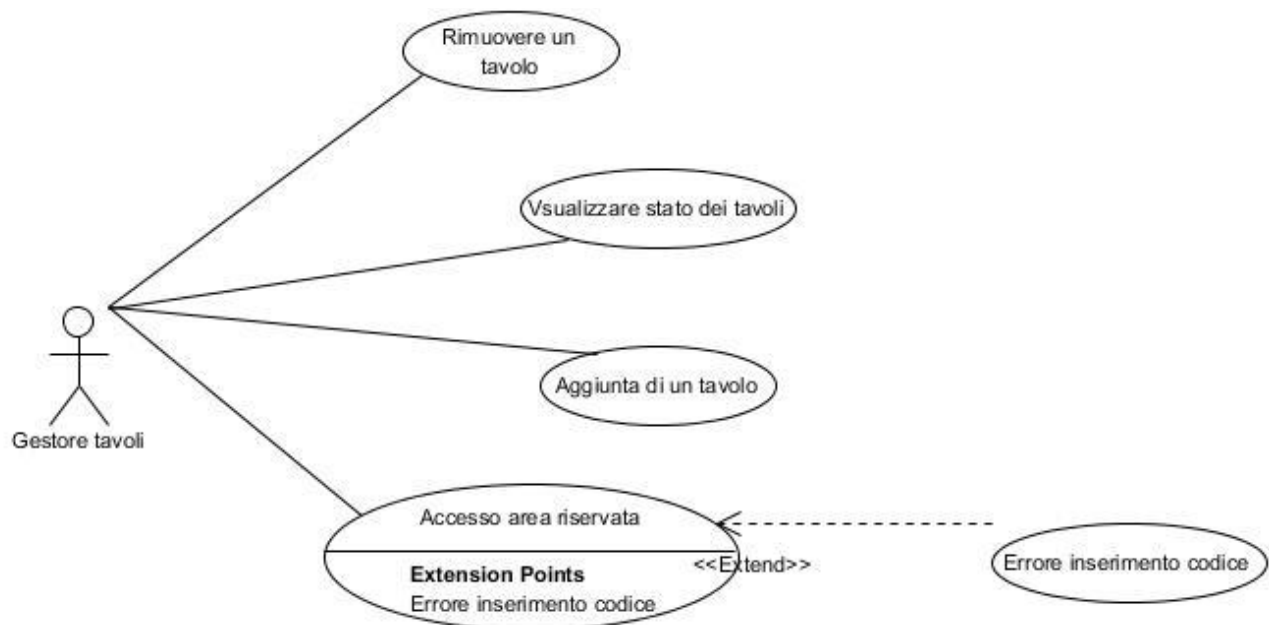 Rimuovere un
tavolo
Vsualizzare stato dei tavoli
Gestore tavoli
Aggiunta di un tavolo
Accesso area riservata
<<Extend>>
Extension Points
Errore inserimento codice
Errore inserimento codice